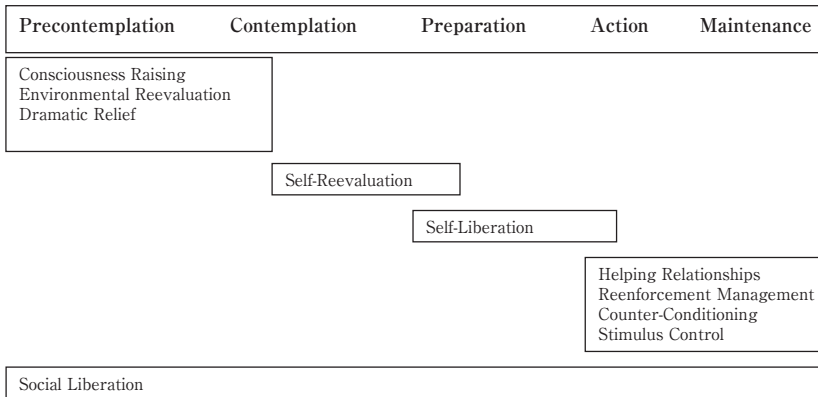 Precontemplation Contemplation Preparation Action Maintenance
Consciousness Raising
Environmental Reevaluation
Dramatic Relief
Self-Reevaluation
Self-Liberation
Helping Relationships
Reenforcement Management
Counter-Conditioning
Stimulus Control
Social Liberation